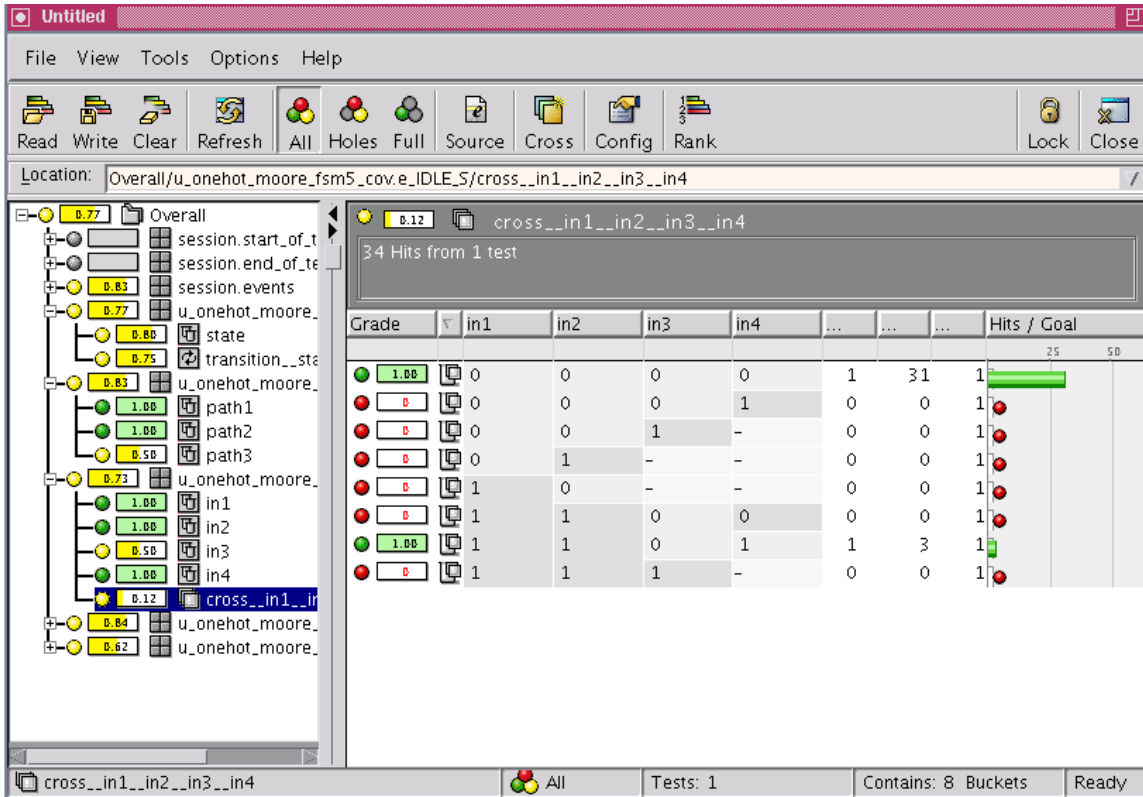 Untitled
File View Tools Options Help
Read Write Clear Refresh All Holes Full Source Cross Config Rank Lock Close
Location: Overall/u_onehot_moore_fsm5_cov.e_IDLE_S/cross__in1__in2__in3__in4
0.77 Overall
session.start_of_t
session.end_of_te
0.83 session.events
0.77 u_onehot_moore_
0.80 state
0.75 transition__sta
0.83 u_onehot_moore_
1.00 path1
1.00 path2
0.50 path3
0.73 u_onehot_moore_
1.00 in1
1.00 in2
0.50 in3
1.00 in4
0.12 cross__in1__in
0.84 u_onehot_moore_
0.62 u_onehot_moore_
0.12 cross__in1__in2__in3__in4
34 Hits from 1 test
Grade in1 in2 in3 in4 ... ... ... Hits / Goal
25 50
1.00 0 0 0 0 1 31 1
0 0 0 0 1 0 0 1
0 0 0 1 – 0 0 1
0 0 1 – – 0 0 1
0 1 0 – – 0 0 1
0 1 1 0 0 0 0 1
1.00 1 1 0 1 1 3 1
0 1 1 1 – 0 0 1
cross__in1__in2__in3__in4 All Tests: 1 Contains: 8 Buckets Ready